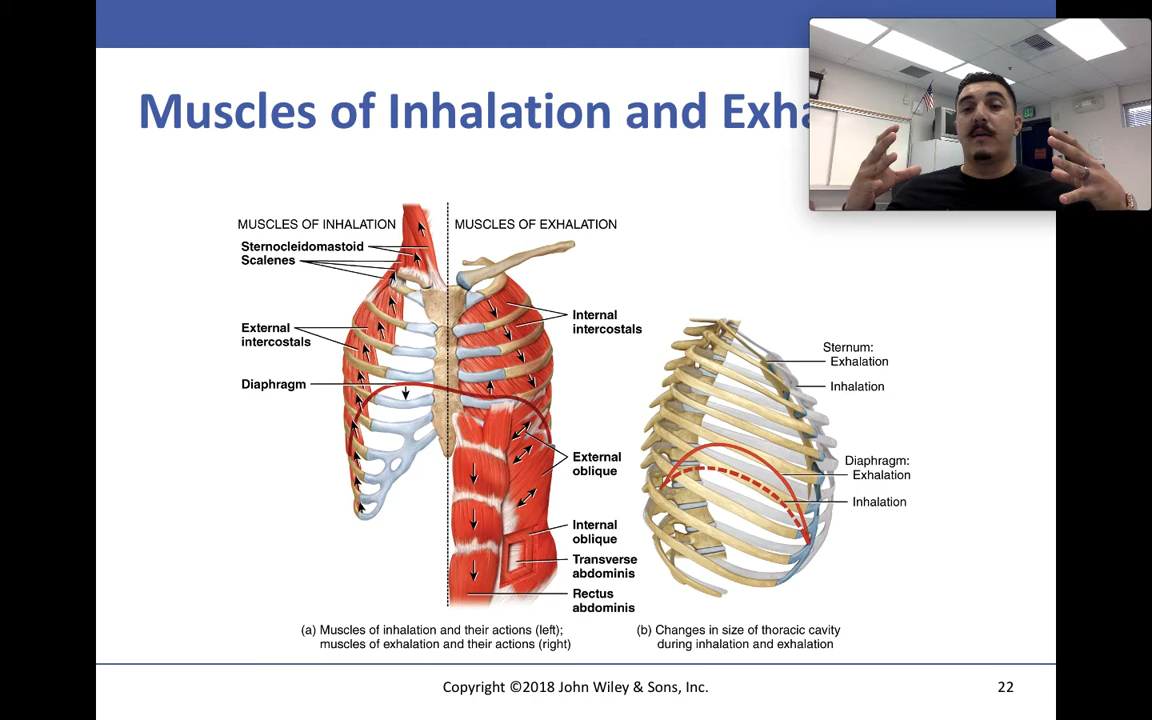 Muscles of Inhalation and Exha
MUSCLES OF INHALATION
MUSCLES OF EXHALATION
Sternocleidomastoid
Scalenes
External
intercostals
Diaphragm
Internal
intercostals
External
oblique
Internal
oblique
Transverse
abdominis
Rectus
abdominis
Sternum:
Exhalation
Inhalation
Diaphragm:
Exhalation
Inhalation
(a) Muscles of inhalation and their actions (left);
muscles of exhalation and their actions (right)
(b) Changes in size of thoracic cavity
during inhalation and exhalation
Copyright ©2018 John Wiley & Sons, Inc.
22